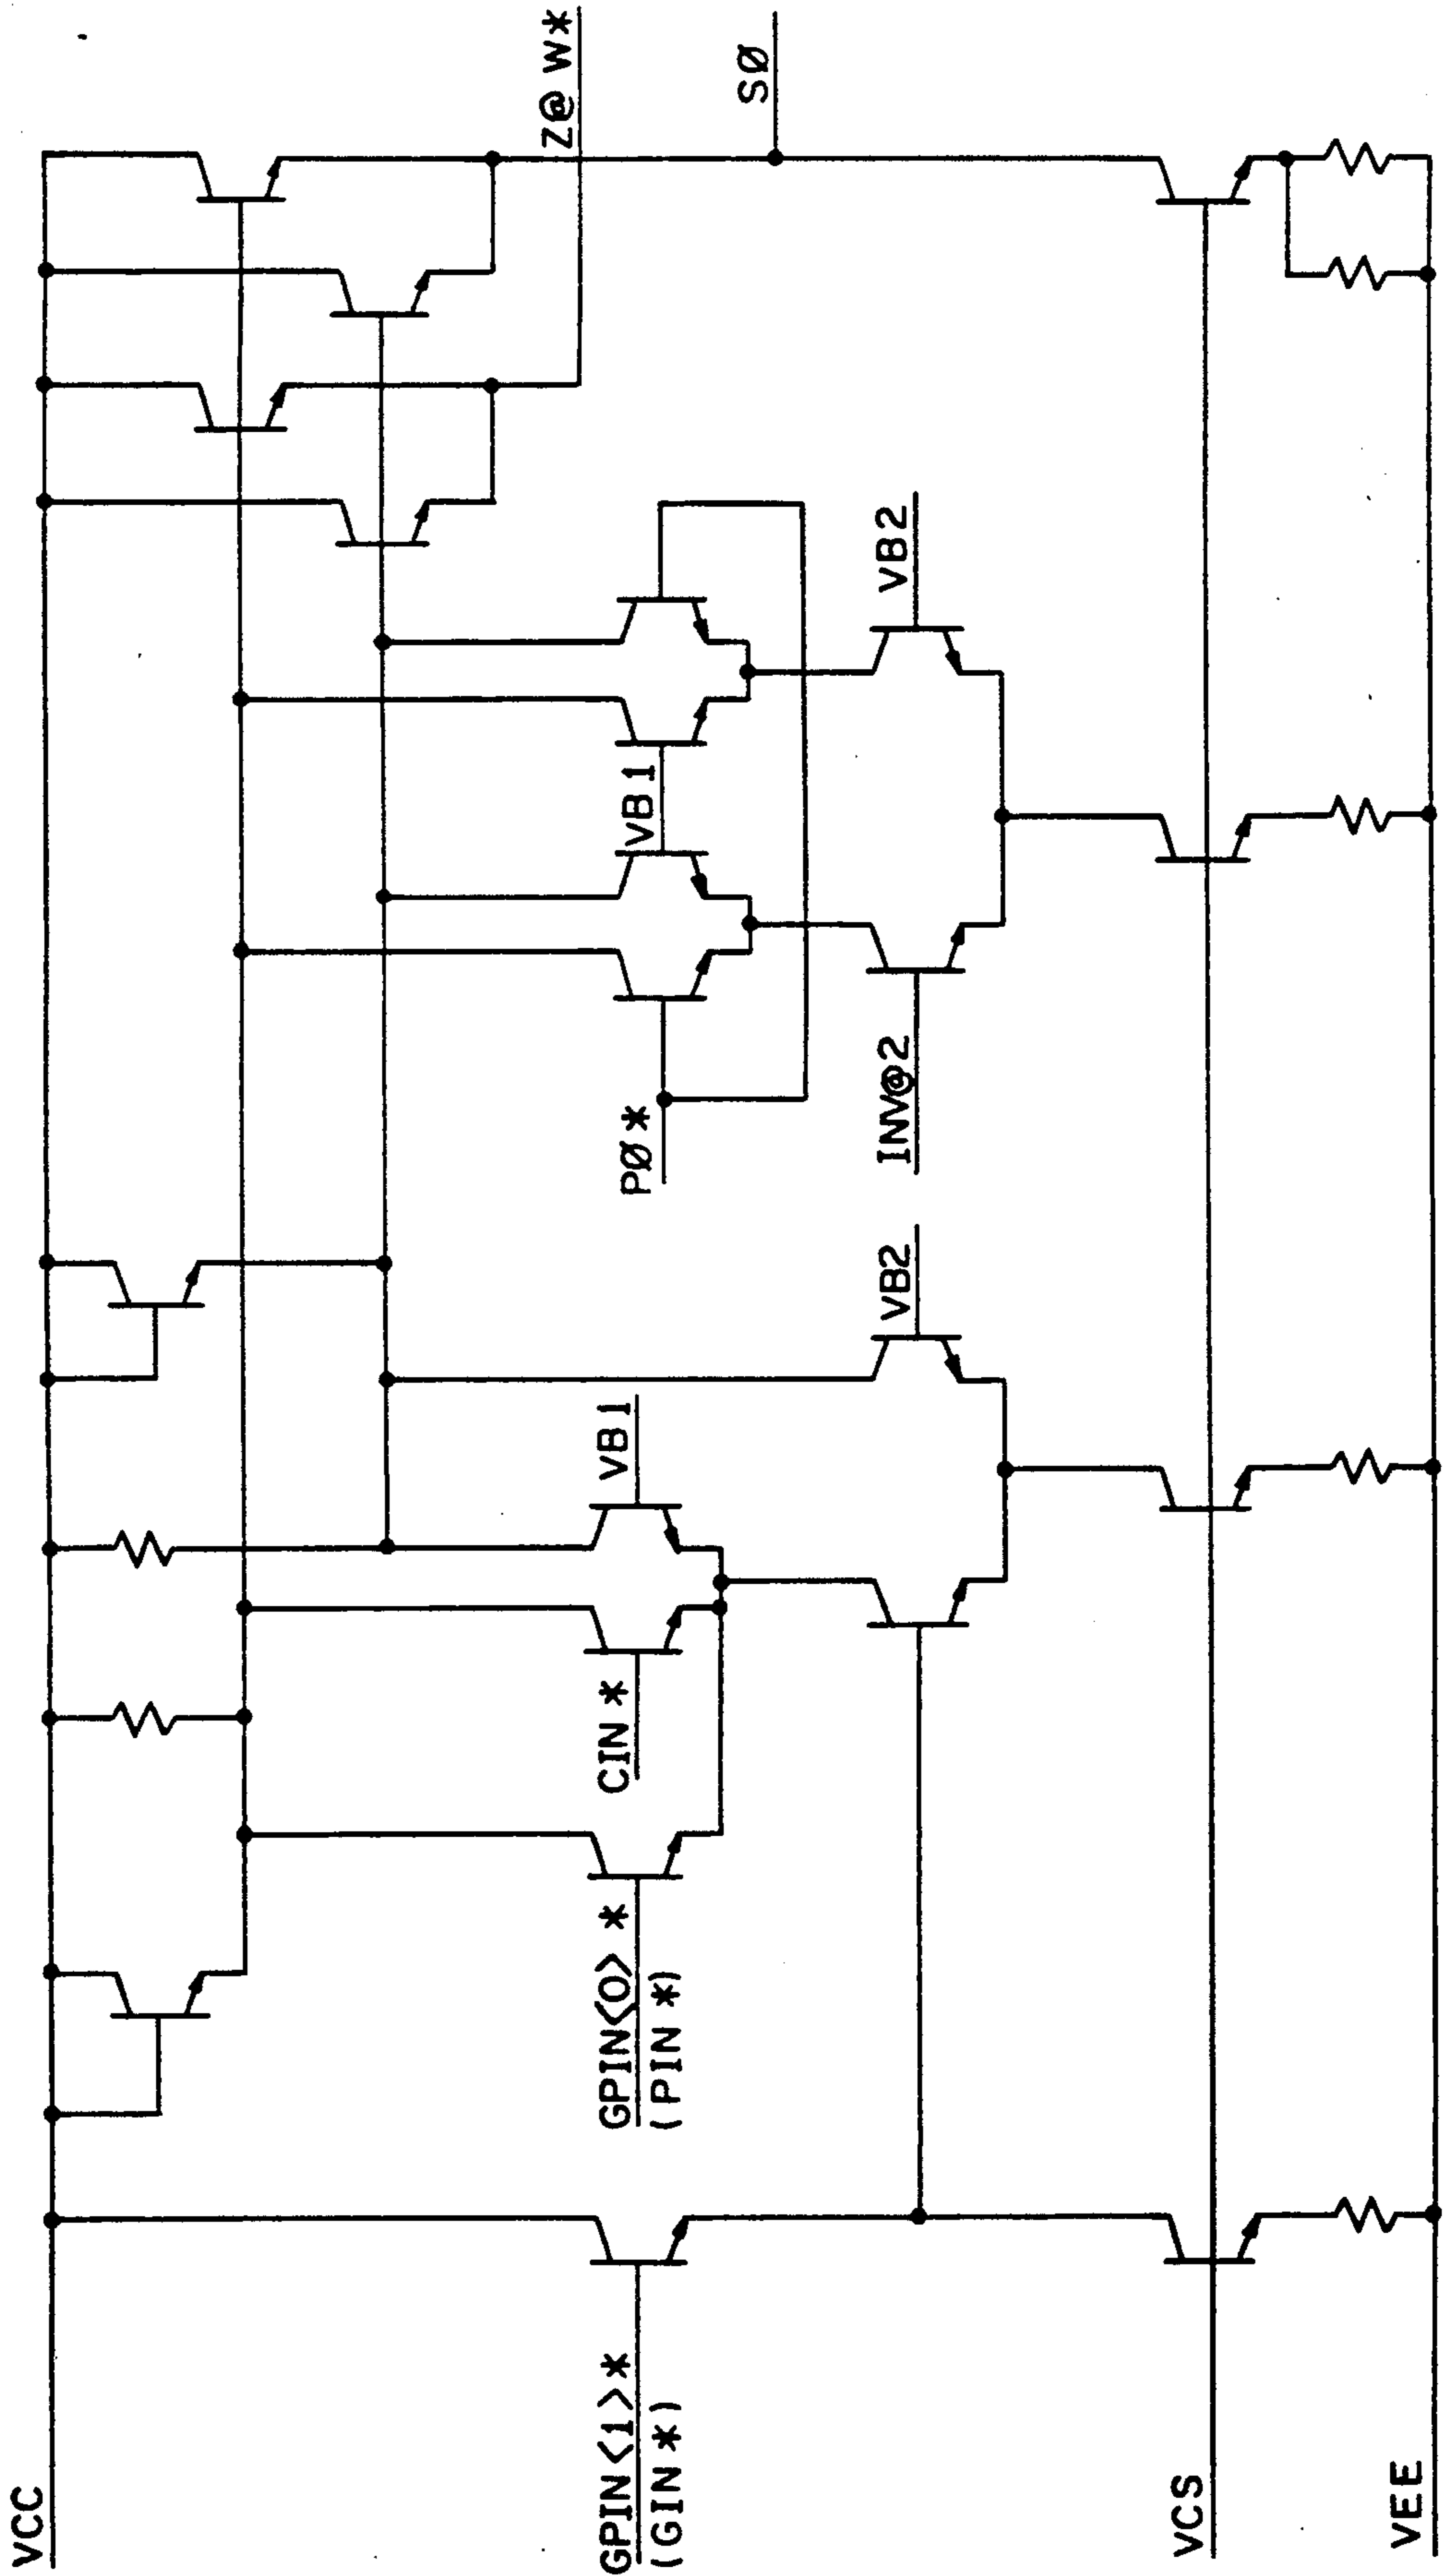 VCC
GPIN<1>*
(GIN*)
VCS
VEE
GPIN<0>*
(PIN*)
CIN*
VB1
VB2
PØ*
INV@2
VB1
VB2
Z@W*
SØ